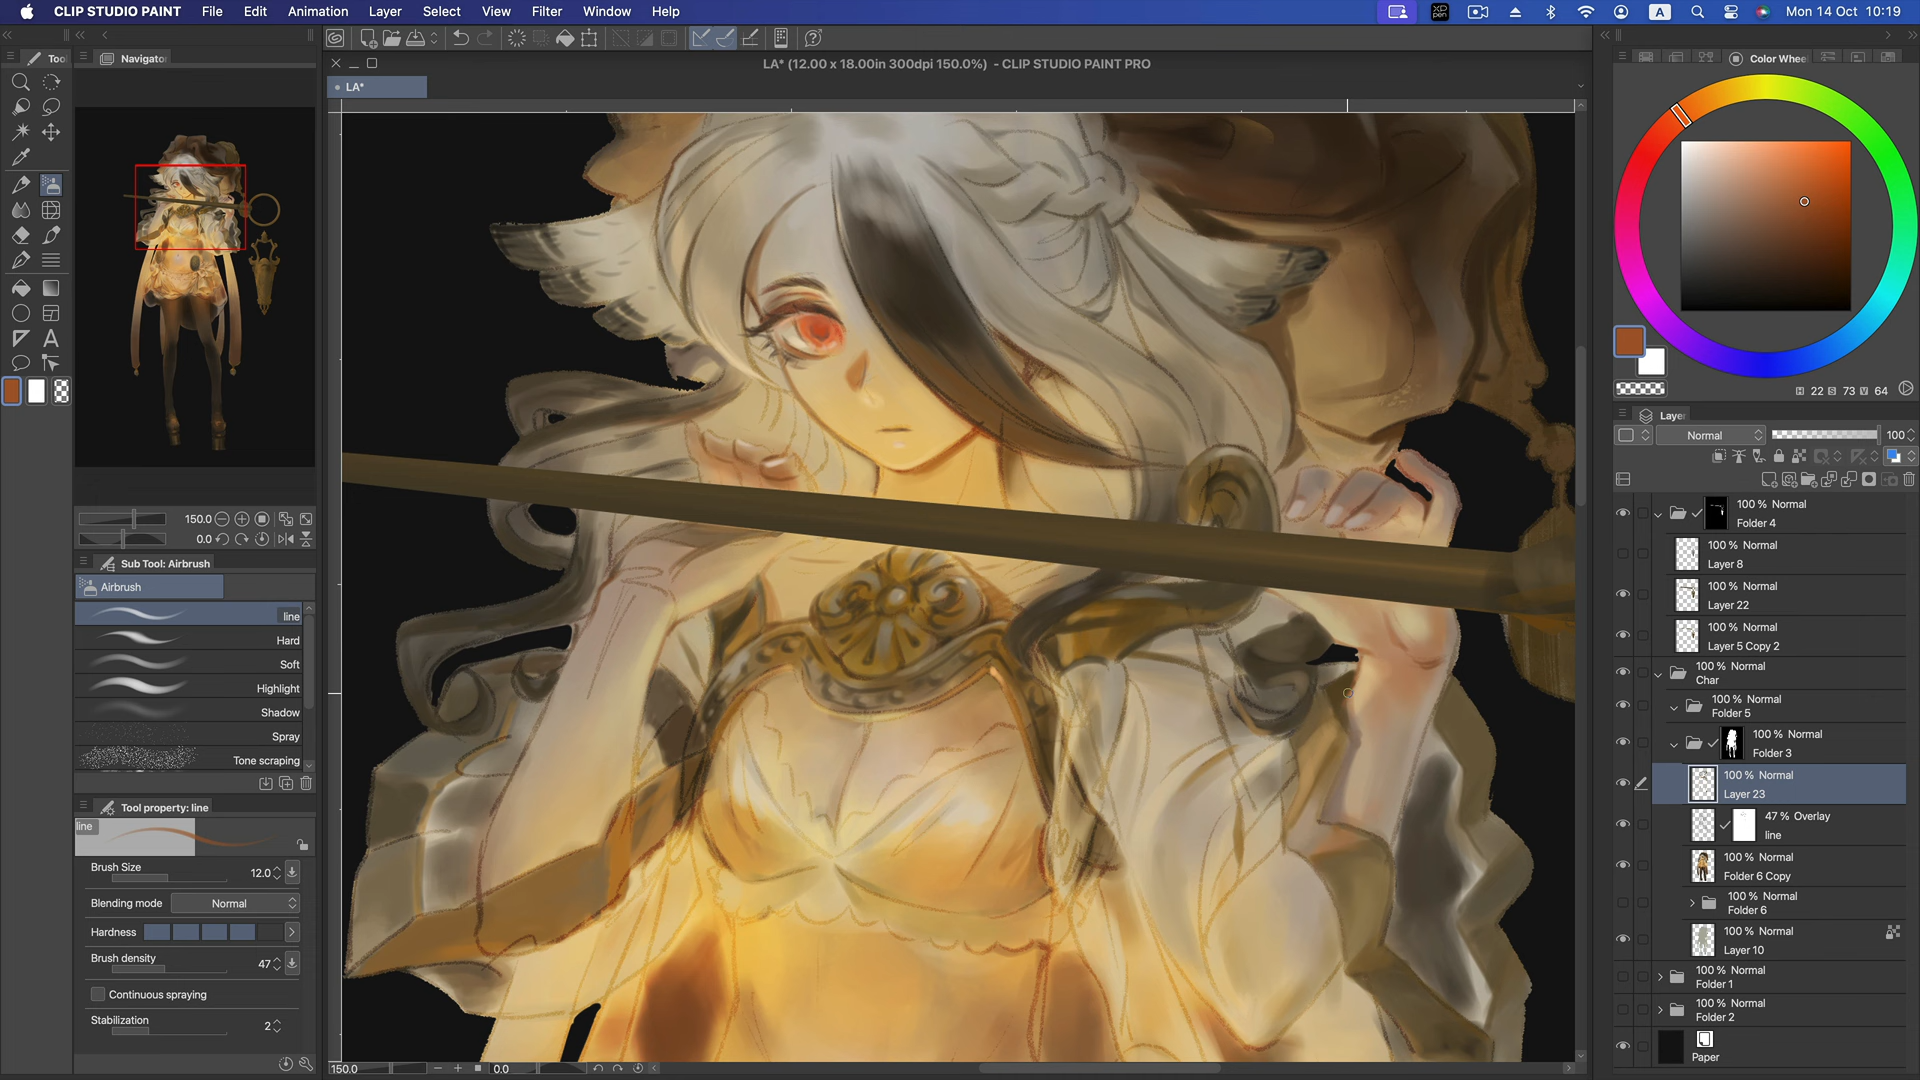 CLIP STUDIO PAINT File Edit Animation Layer Select View Filter Window Help
XD pen A Mon 14 Oct 10:19
LA* (12.00 x 18.00in 300dpi 150.0%) - CLIP STUDIO PAINT PRO
LA*
Navigator
150.0
0.0
Sub Tool: Airbrush
Airbrush
line
Hard
Soft
Highlight
Shadow
Spray
Tone scraping
Tool property: line
line
Brush Size 12.0
Blending mode Normal
Hardness
Brush density 47
Continuous spraying
Stabilization 2
A
150.0 0.0
H 22 S 73 V 64
Normal 100
100 % Normal
Folder 4
100 % Normal
Layer 8
100 % Normal
Layer 22
100 % Normal
Layer 5 Copy 2
100 % Normal
Char
100 % Normal
Folder 5
100 % Normal
Folder 3
100 % Normal
Layer 23
47 % Overlay
line
100 % Normal
Folder 6 Copy
100 % Normal
Folder 6
100 % Normal
Layer 10
100 % Normal
Folder 1
100 % Normal
Folder 2
Paper